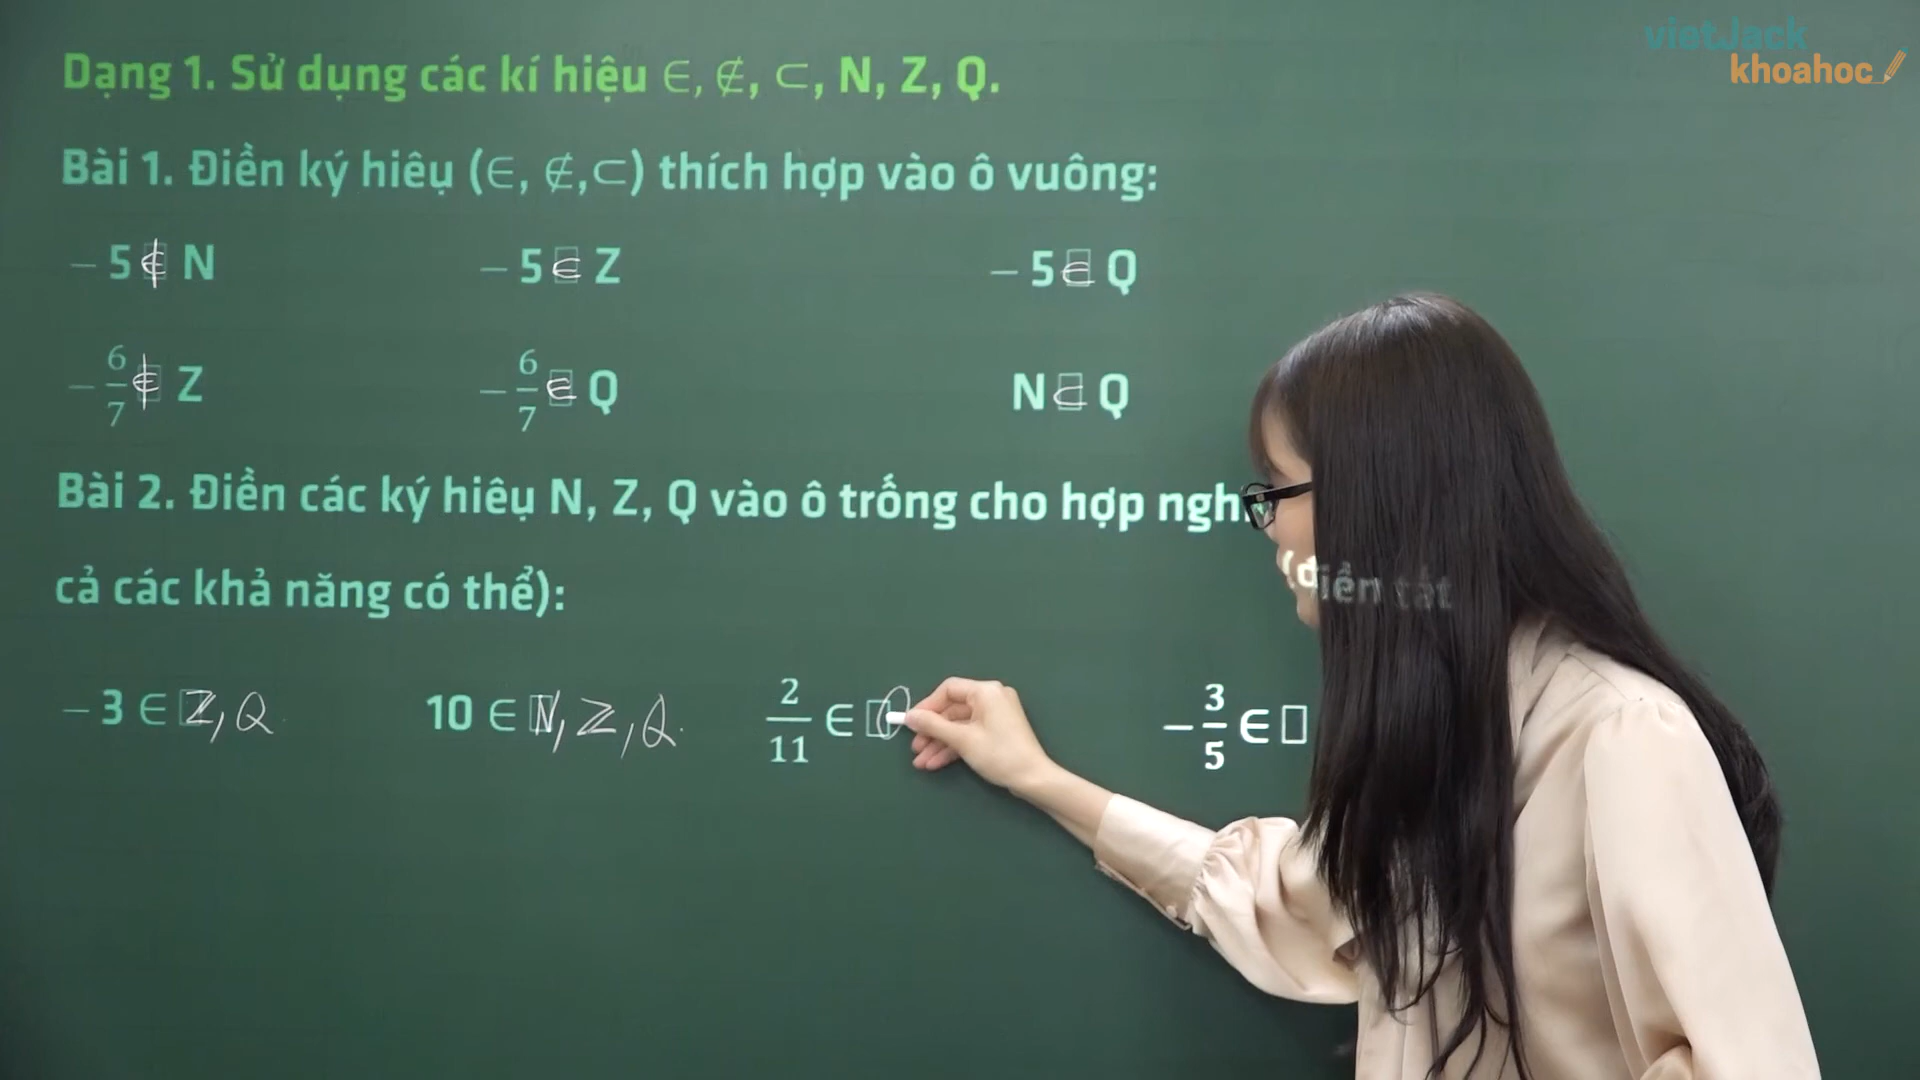 vietJack
khoahoc
Dạng 1. Sử dụng các kí hiệu ∈, ∉, ⊂, N, Z, Q.
Bài 1. Điền ký hiệu (∈, ∉,⊂) thích hợp vào ô vuông:
– 5 ∉ N – 5 ∈ Z – 5 ∈ Q
– 6/7 ∉ Z – 6/7 ∈ Q N ⊂ Q
Bài 2. Điền các ký hiệu N, Z, Q vào ô trống cho hợp (điền tất
cả các khả năng có thể):
– 3 ∈ Z, Q 10 ∈ N, Z, Q. 2/11 ∈ □ Q – 3/5 ∈ □